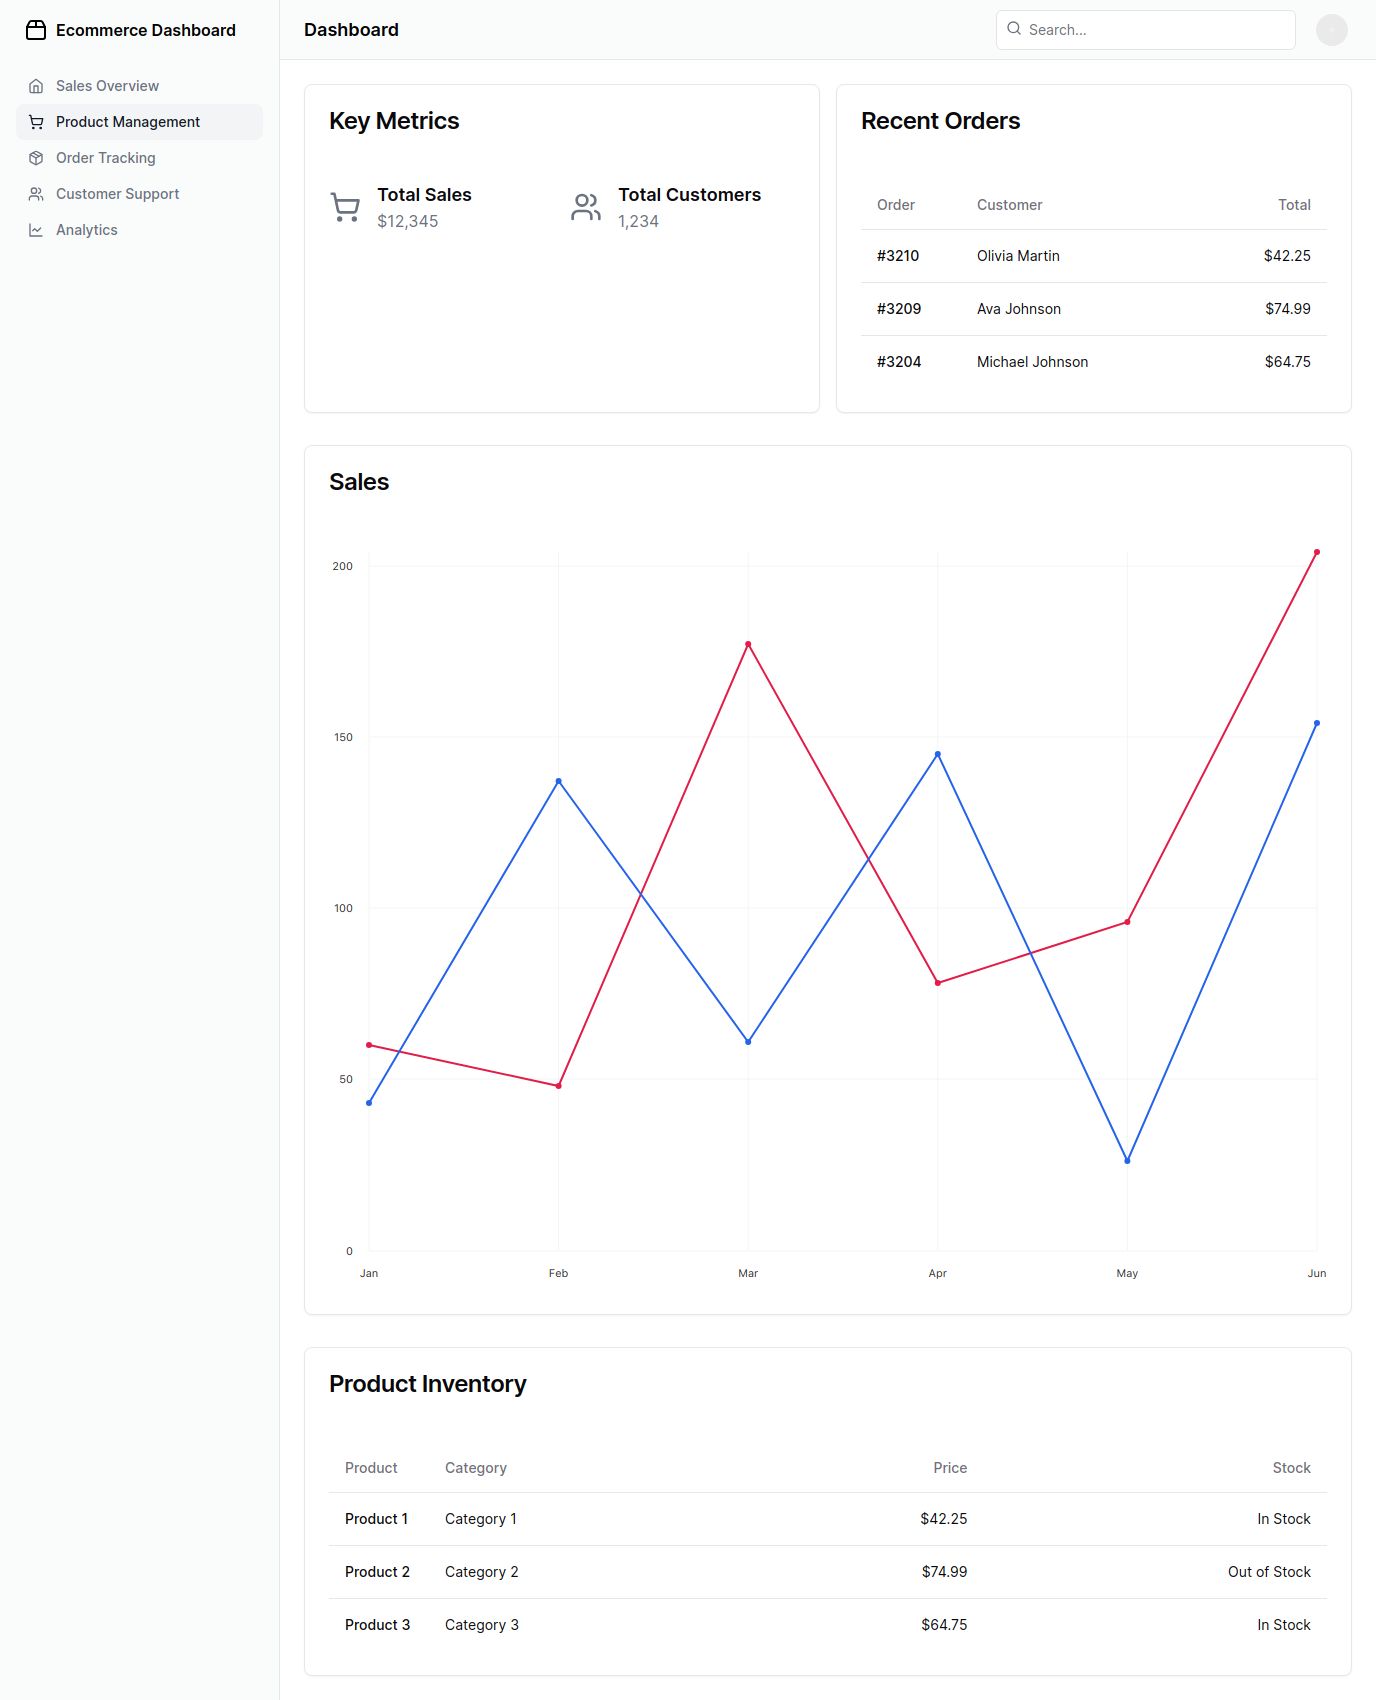 Ecommerce Dashboard
Sales Overview
Product Management
Order Tracking
Customer Support
Analytics
Dashboard
Search...
Key Metrics
Total Sales
$12,345
Total Customers
1,234
Recent Orders
Order Customer Total
#3210 Olivia Martin $42.25
#3209 Ava Johnson $74.99
#3204 Michael Johnson $64.75
Sales
200
150
100
50
0
Jan Feb Mar Apr May Jun
Product Inventory
Product Category Price Stock
Product 1 Category 1 $42.25 In Stock
Product 2 Category 2 $74.99 Out of Stock
Product 3 Category 3 $64.75 In Stock